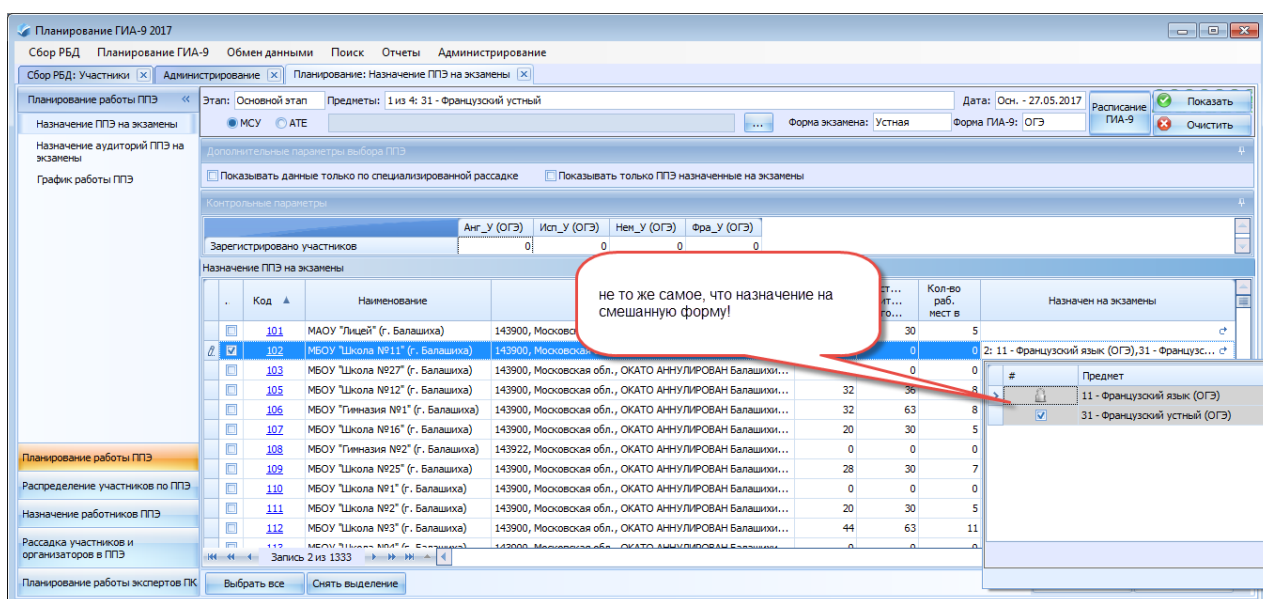 Планирование ГИА-9 2017
Сбор РБД Планирование ГИА-9 Обмен данными Поиск Отчеты Администрирование
Сбор РБД: Участники Администрирование Планирование: Назначение ППЭ на экзамены
Планирование работы ППЭ
Назначение ППЭ на экзамены
Назначение аудиторий ППЭ на
экзамены
График работы ППЭ
Планирование работы ППЭ
Распределение участников по ППЭ
Назначение работников ППЭ
Рассадка участников и
организаторов в ППЭ
Планирование работы экспертов ПК
Этап: Основной этап Предметы: 1 из 4: 31 - Французский устный Дата: Осн. - 27.05.2017
МСУ АТЕ ... Форма экзамена: Устная Форма ГИА-9: ОГЭ
Расписание
ГИА-9
Показать
Очистить
Дополнительные параметры выбора ППЭ
Показывать данные только по специализированной рассадке Показывать только ППЭ назначенные на экзамены
Контрольные параметры
Анг_У (ОГЭ) Исп_У (ОГЭ) Нем_У (ОГЭ) Фра_У (ОГЭ)
Зарегистрировано участников 0 0 0 0
Назначение ППЭ на экзамены
не то же самое, что назначение на
смешанную форму!
. Код Наименование
Кол-во
раб.
мест в
Назначен на экзамены
101 МАОУ "Лицей" (г. Балашиха) 30 5
102 МБОУ "Школа №11" (г. Балашиха) 0 0 2: 11 - Французский язык (ОГЭ),31 - Французс...
103 МБОУ "Школа №27" (г. Балашиха) 143900, Московская обл., ОКАТО АННУЛИРОВАН Балашихи... 0 0
105 МБОУ "Школа №12" (г. Балашиха) 143900, Московская обл., ОКАТО АННУЛИРОВАН Балашихи... 32 36 8
106 МБОУ "Гимназия №1" (г. Балашиха) 143900, Московская обл., ОКАТО АННУЛИРОВАН Балашихи... 32 63 8
107 МБОУ "Школа №16" (г. Балашиха) 143900, Московская обл., ОКАТО АННУЛИРОВАН Балашихи... 20 30 5
108 МБОУ "Гимназия №2" (г. Балашиха) 143922, Московская обл., ОКАТО АННУЛИРОВАН Балашихи... 0 0 0
109 МБОУ "Школа №25" (г. Балашиха) 143900, Московская обл., ОКАТО АННУЛИРОВАН Балашихи... 28 30 7
110 МБОУ "Школа №1" (г. Балашиха) 143900, Московская обл., ОКАТО АННУЛИРОВАН Балашихи... 0 0 0
111 МБОУ "Школа №2" (г. Балашиха) 143900, Московская обл., ОКАТО АННУЛИРОВАН Балашихи... 20 30 5
112 МБОУ "Школа №3" (г. Балашиха) 143900, Московская обл., ОКАТО АННУЛИРОВАН Балашихи... 44 63 11
# Предмет
11 - Французский язык (ОГЭ)
31 - Французский устный (ОГЭ)
Запись 2 из 1333
Выбрать все Снять выделение